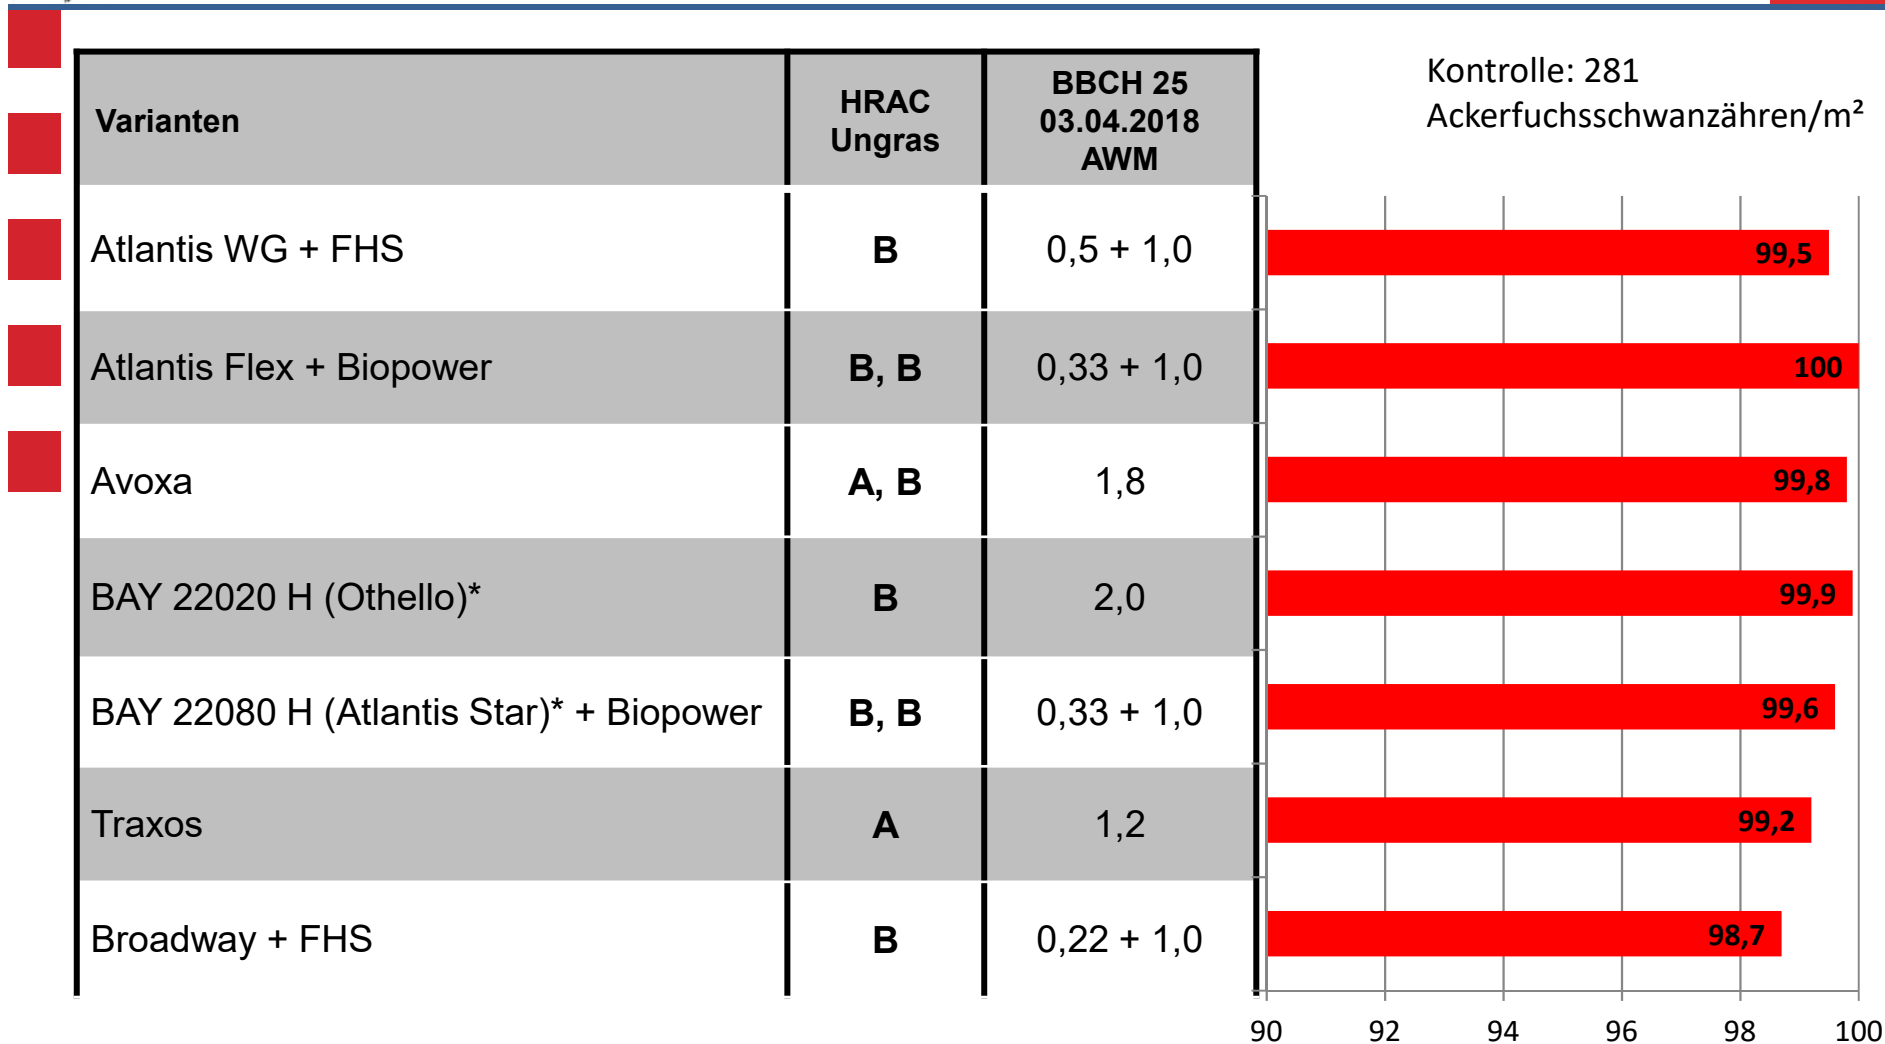 Varianten
HRAC
Ungras
BBCH 25
03.04.2018
AWM
Kontrolle: 281
Ackerfuchsschwanzähren/m²
Atlantis WG + FHS B 0,5 + 1,0 99,5
Atlantis Flex + Biopower B, B 0,33 + 1,0 100
Avoxa A, B 1,8 99,8
BAY 22020 H (Othello)* B 2,0 99,9
BAY 22080 H (Atlantis Star)* + Biopower B, B 0,33 + 1,0 99,6
Traxos A 1,2 99,2
Broadway + FHS B 0,22 + 1,0 98,7
90 92 94 96 98 100